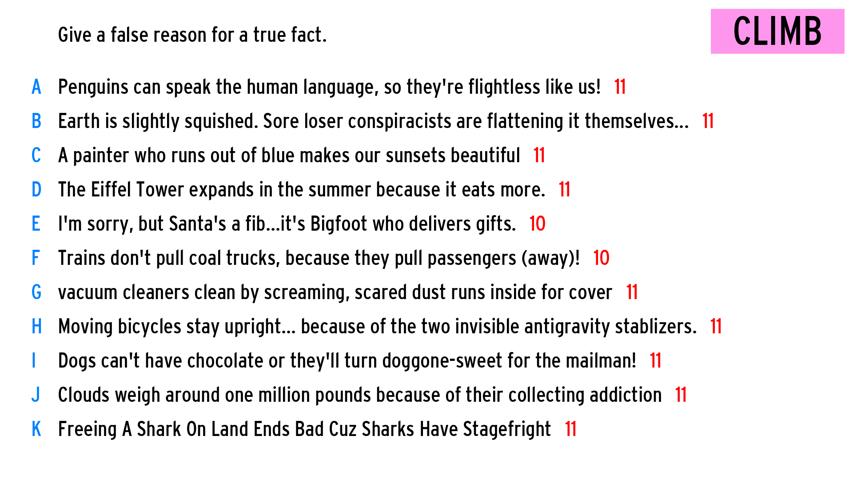 Give a false reason for a true fact.
CLIMB
A Penguins can speak the human language, so they're flightless like us! 11
B Earth is slightly squished. Sore loser conspiracists are flattening it themselves... 11
C A painter who runs out of blue makes our sunsets beautiful 11
D The Eiffel Tower expands in the summer because it eats more. 11
E I'm sorry, but Santa's a fib...it's Bigfoot who delivers gifts. 10
F Trains don't pull coal trucks, because they pull passengers (away)! 10
G vacuum cleaners clean by screaming, scared dust runs inside for cover 11
H Moving bicycles stay upright... because of the two invisible antigravity stablizers. 11
I Dogs can't have chocolate or they'll turn doggone-sweet for the mailman! 11
J Clouds weigh around one million pounds because of their collecting addiction 11
K Freeing A Shark On Land Ends Bad Cuz Sharks Have Stagefright 11